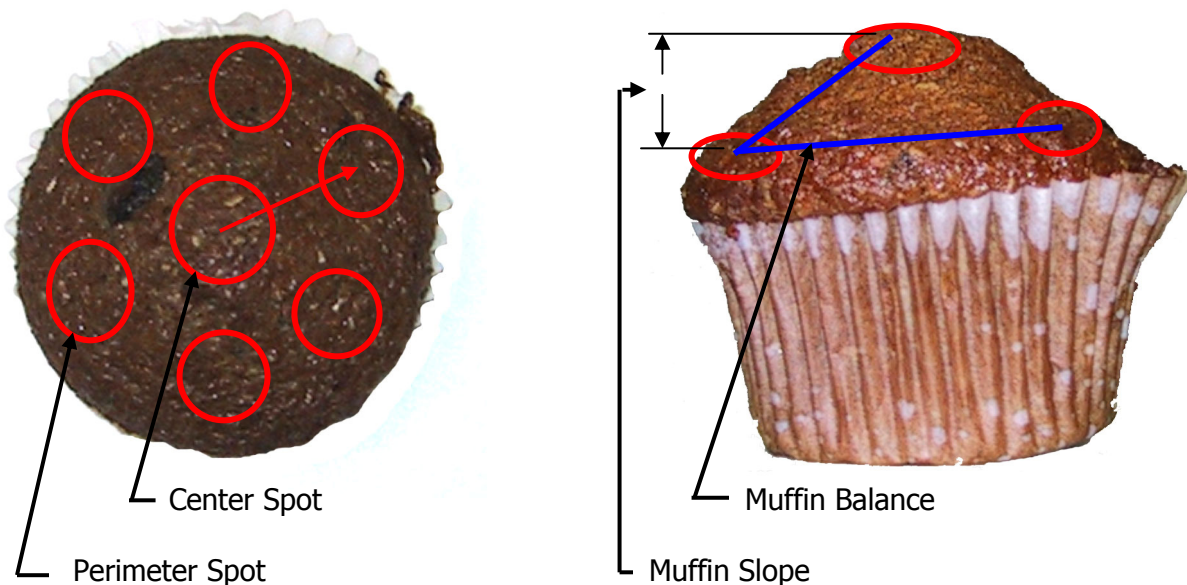 Center Spot
Perimeter Spot
Muffin Balance
Muffin Slope